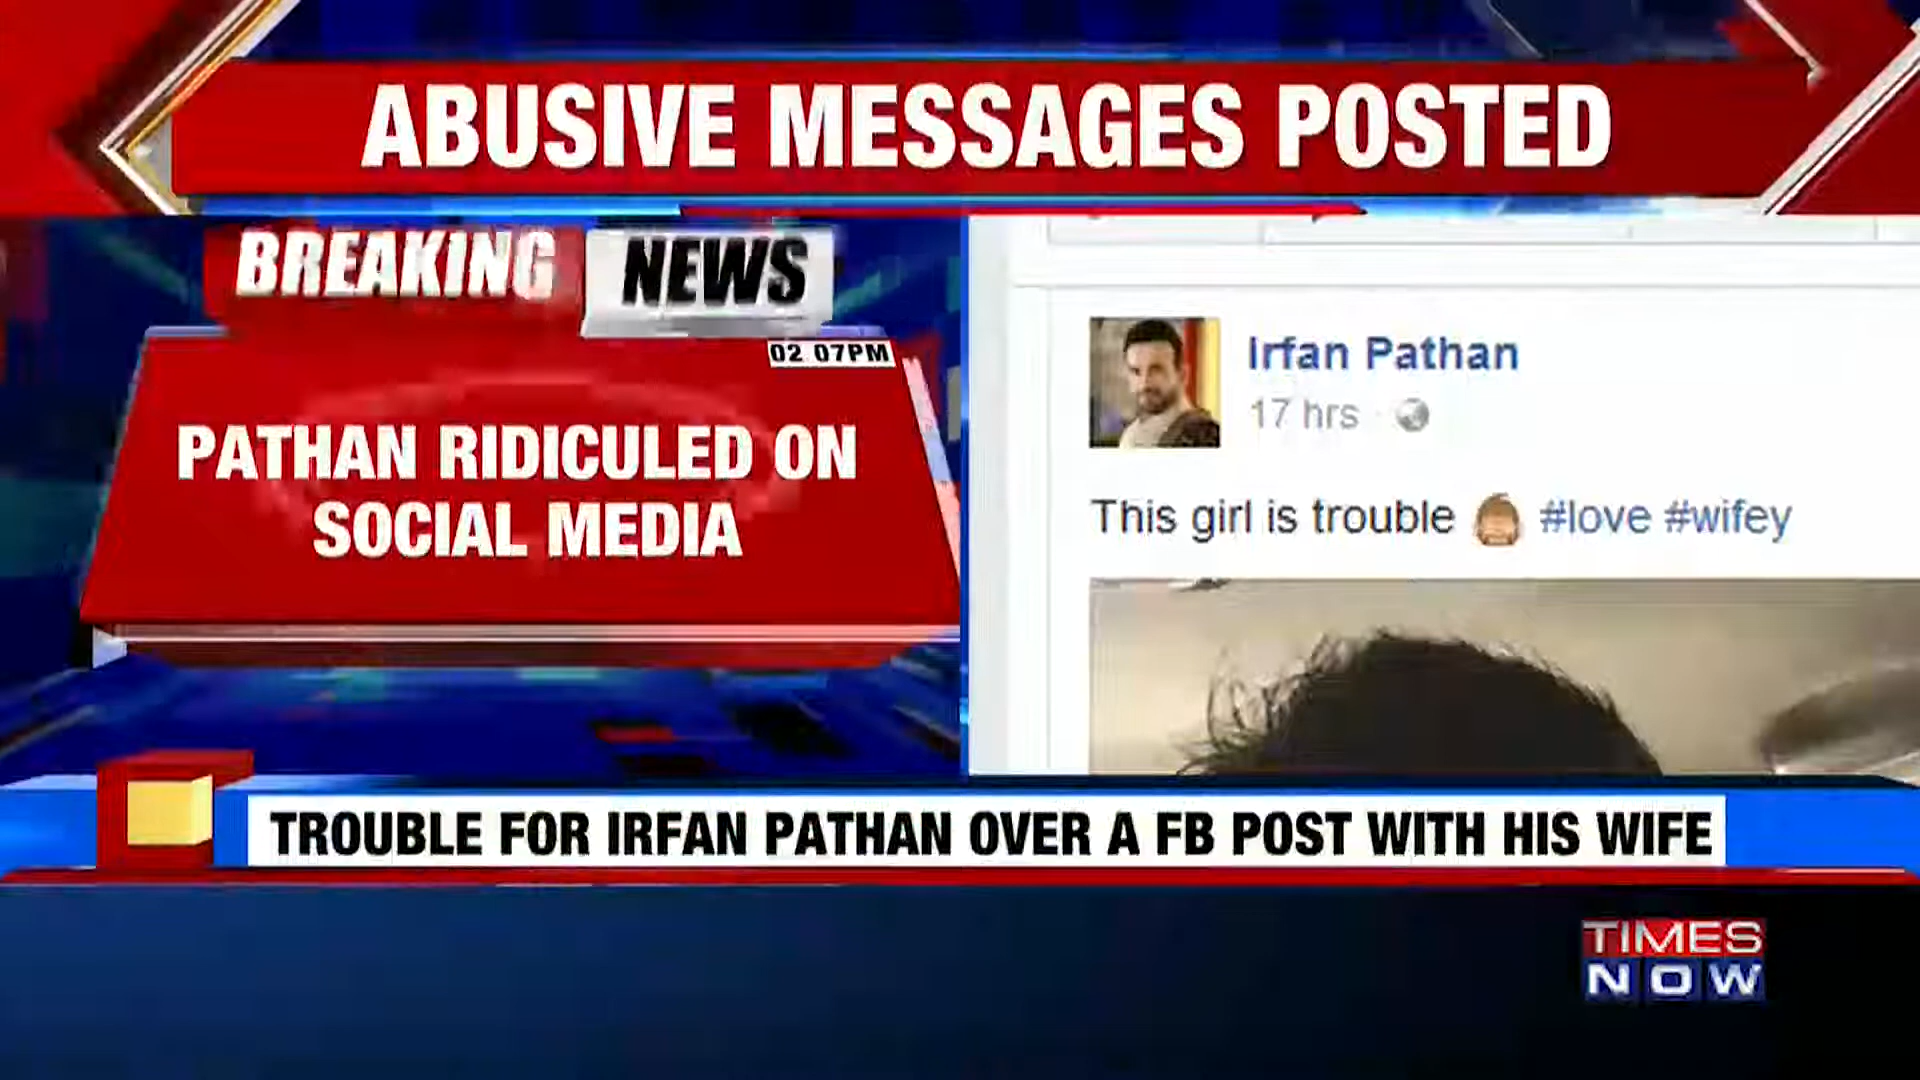 ABUSIVE MESSAGES POSTED
BREAKING NEWS
02 07PM
PATHAN RIDICULED ON
SOCIAL MEDIA
Irfan Pathan
17 hrs
This girl is trouble #love #wifey
TROUBLE FOR IRFAN PATHAN OVER A FB POST WITH HIS WIFE
TIMES
NOW